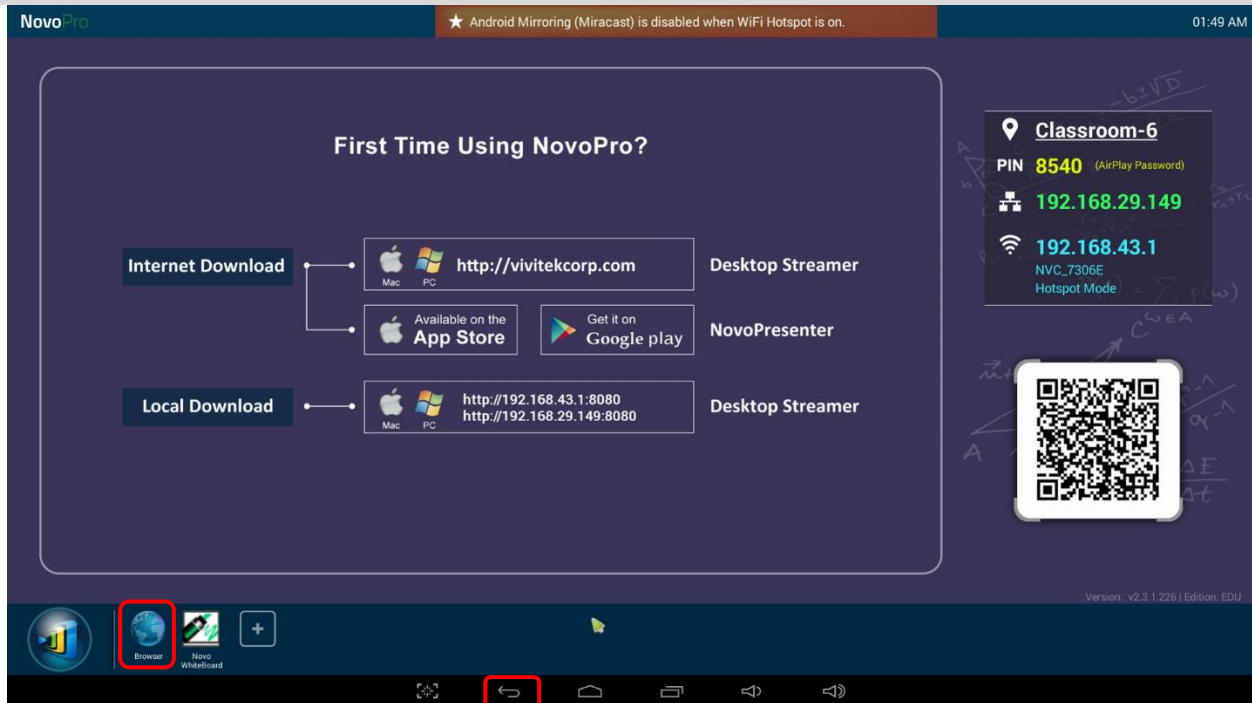 NovoPro
★ Android Mirroring (Miracast) is disabled when WiFi Hotspot is on.
01:49 AM
First Time Using NovoPro?
Internet Download
Mac PC
http://vivitekcorp.com
Desktop Streamer
Available on the
App Store
Get it on
Google play
NovoPresenter
Local Download
Mac PC
http://192.168.43.1:8080
http://192.168.29.149:8080
Desktop Streamer
Classroom-6
PIN 8540 (AirPlay Password)
192.168.29.149
192.168.43.1
NVC_7306E
Hotspot Mode
Version: v2.3.1.226 | Edition: EDU
Browser
Novo
WhiteBoard
+